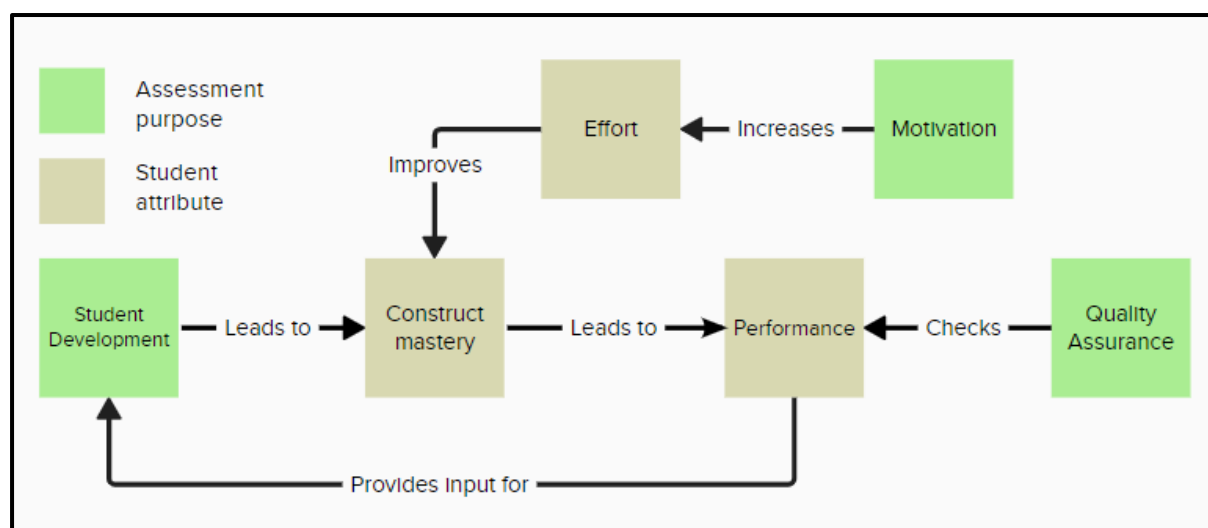 Assessment
purpose
Student
attribute
Effort
Increases
Motivation
Improves
Student
Development
Leads to
Construct
mastery
Leads to
Performance
Checks
Quality
Assurance
Provides input for